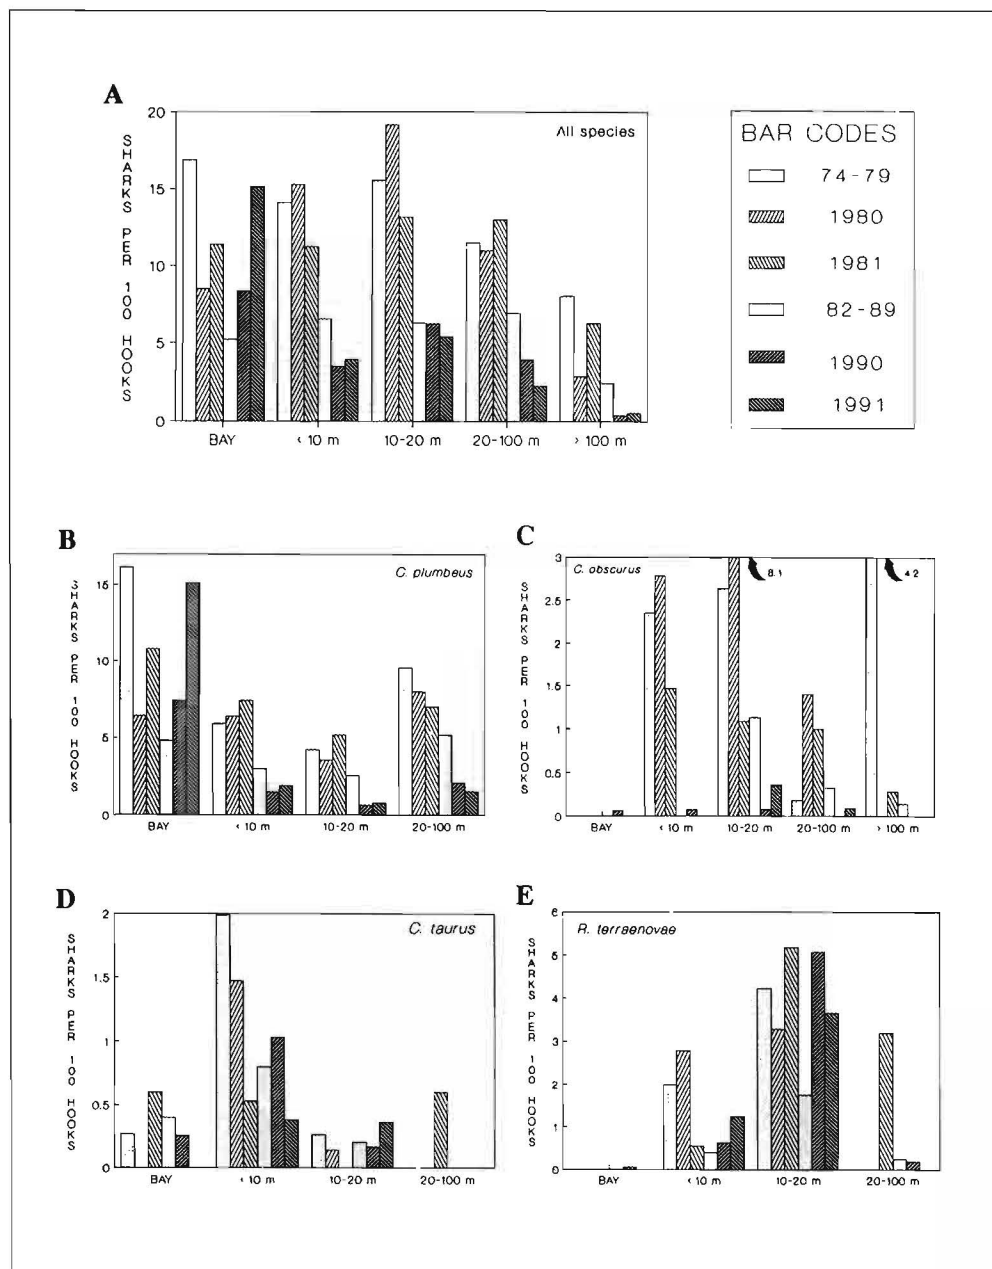 A
All species
SHARKS PER 100 HOOKS
20
15
10
5
0
BAY
< 10 m
10-20 m
20-100 m
> 100 m
BAR CODES
74-79
1980
1981
82-89
1990
1991
B
C. plumbeus
SHARKS PER 100 HOOKS
15
10
5
0
BAY
< 10 m
10-20 m
20-100 m
C
C. obscurus
8.1
4.2
SHARKS PER 100 HOOKS
3
2.5
2
1.5
1
0.5
0
BAY
< 10 m
10-20 m
20-100 m
> 100 m
D
C. taurus
SHARKS PER 100 HOOKS
2
1.5
1
0.5
0
BAY
< 10 m
10-20 m
20-100 m
E
R. terraenovae
SHARKS PER 100 HOOKS
6
5
4
3
2
1
0
BAY
< 10 m
10-20 m
20-100 m